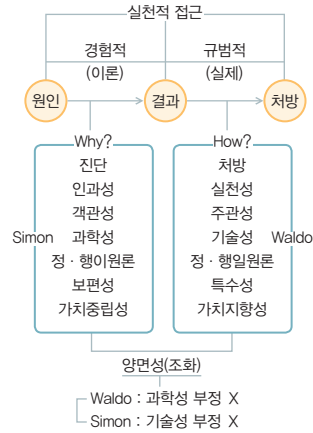 실천적 접근
경험적 규범적
(이론) (실제)
원인 결과 처방
Why? How?
진단 처방
인과성 실천성
객관성 주관성
Simon 과학성 기술성 Waldo
정 · 행이원론 정 · 행일원론
보편성 특수성
가치중립성 가치지향성
양면성(조화)
Waldo : 과학성 부정 X
Simon : 기술성 부정 X